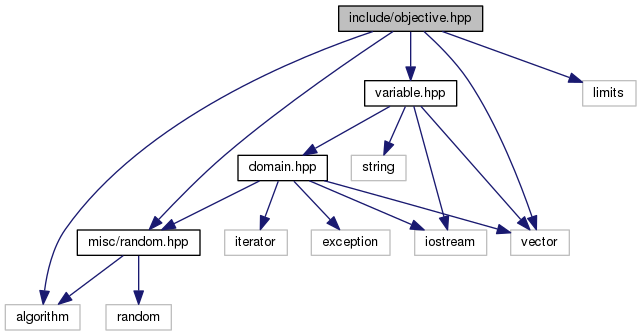 include/objective.hpp
variable.hpp
limits
domain.hpp
string
misc/random.hpp
iterator
exception
iostream
vector
algorithm
random